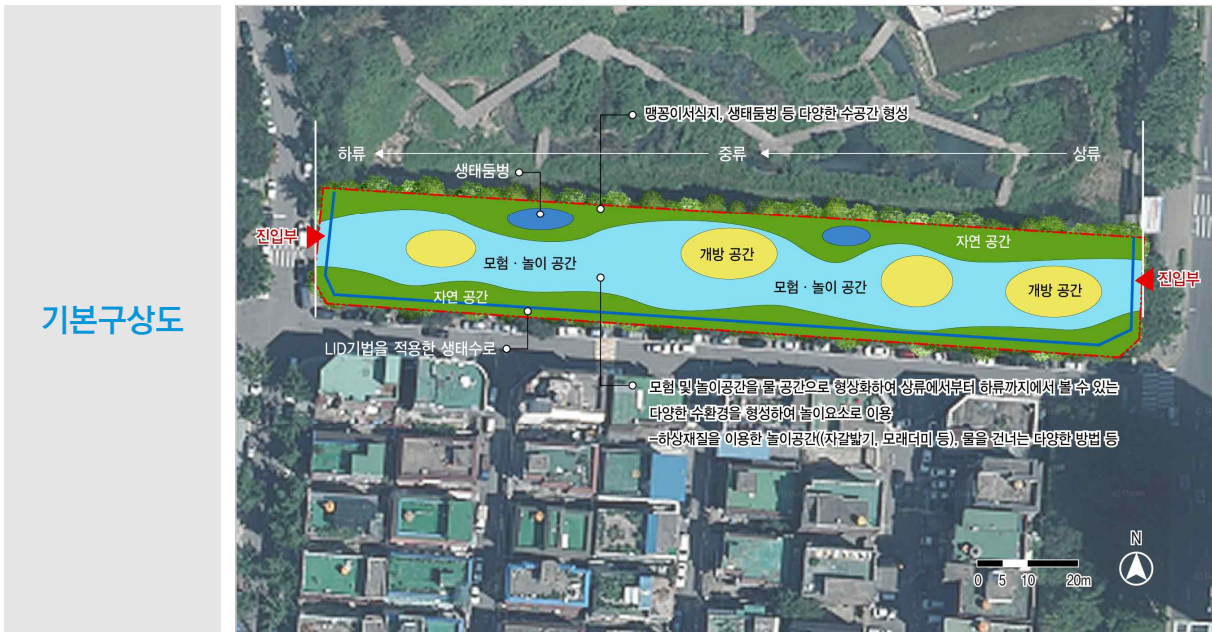 기본구상도
맹꽁이서식지, 생태둠벙 등 다양한 수공간 형성
하류
중류
상류
생태둠벙
진입부
모험 · 놀이 공간
개방 공간
자연 공간
모험 · 놀이 공간
개방 공간
진입부
자연 공간
LID기법을 적용한 생태수로
모험 및 놀이공간을 물 공간으로 형상화하여 상류에서부터 하류까지에서 볼 수 있는
다양한 수환경을 형성하여 놀이요소로 이용
-하상재질을 이용한 놀이공간((자갈밟기, 모래더미 등), 물을 건너는 다양한 방법 등
N
0 5 10 20m